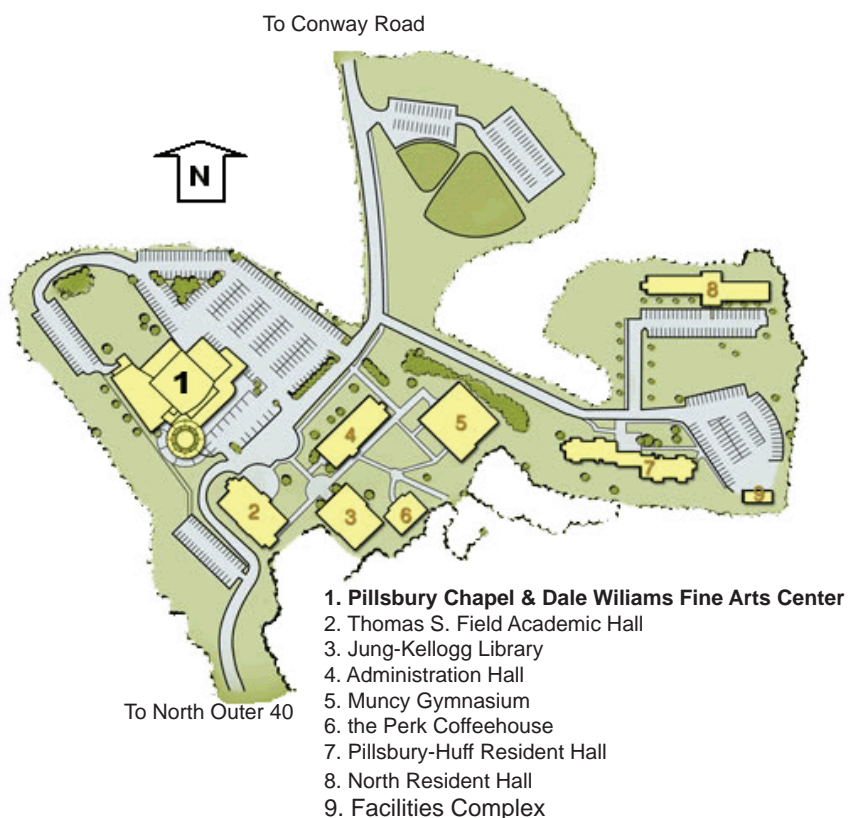 To Conway Road
N
8
1
5
4
7
9
2
3
6
1. Pillsbury Chapel & Dale Wiliams Fine Arts Center
2. Thomas S. Field Academic Hall
3. Jung-Kellogg Library
4. Administration Hall
5. Muncy Gymnasium
6. the Perk Coffeehouse
7. Pillsbury-Huff Resident Hall
8. North Resident Hall
9. Facilities Complex
To North Outer 40